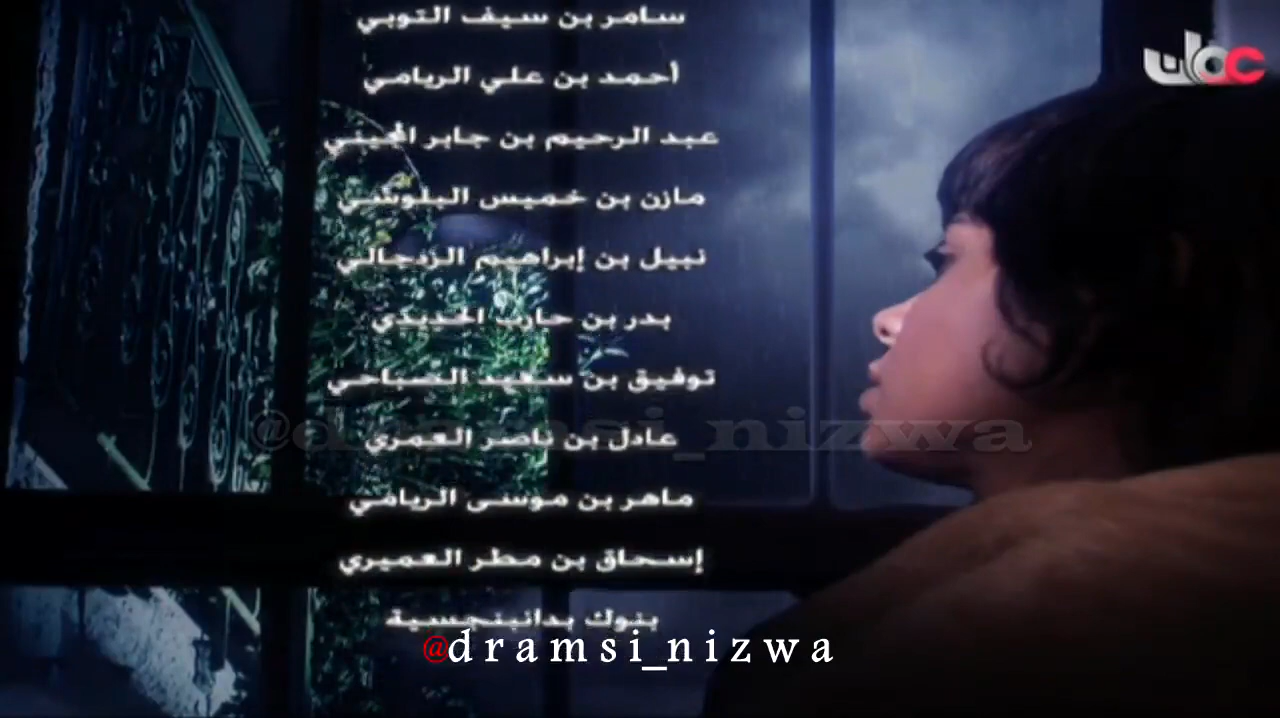 سامر بن سيف التوبي
أحمد بن علي الريامي
عبد الرحيم بن جابر
مازن بن خميس البلوشي
نبيل بن إبراهيم الزدجالي
بدر بن حارب الحديدي
توفيق بن سعيد الصباحي
@dramsi_nizwa
عادل بن ناصر العمري
ماهر بن موسى الريامي
إسحاق بن مطر العميري
بنوك
@dramsi_nizwa